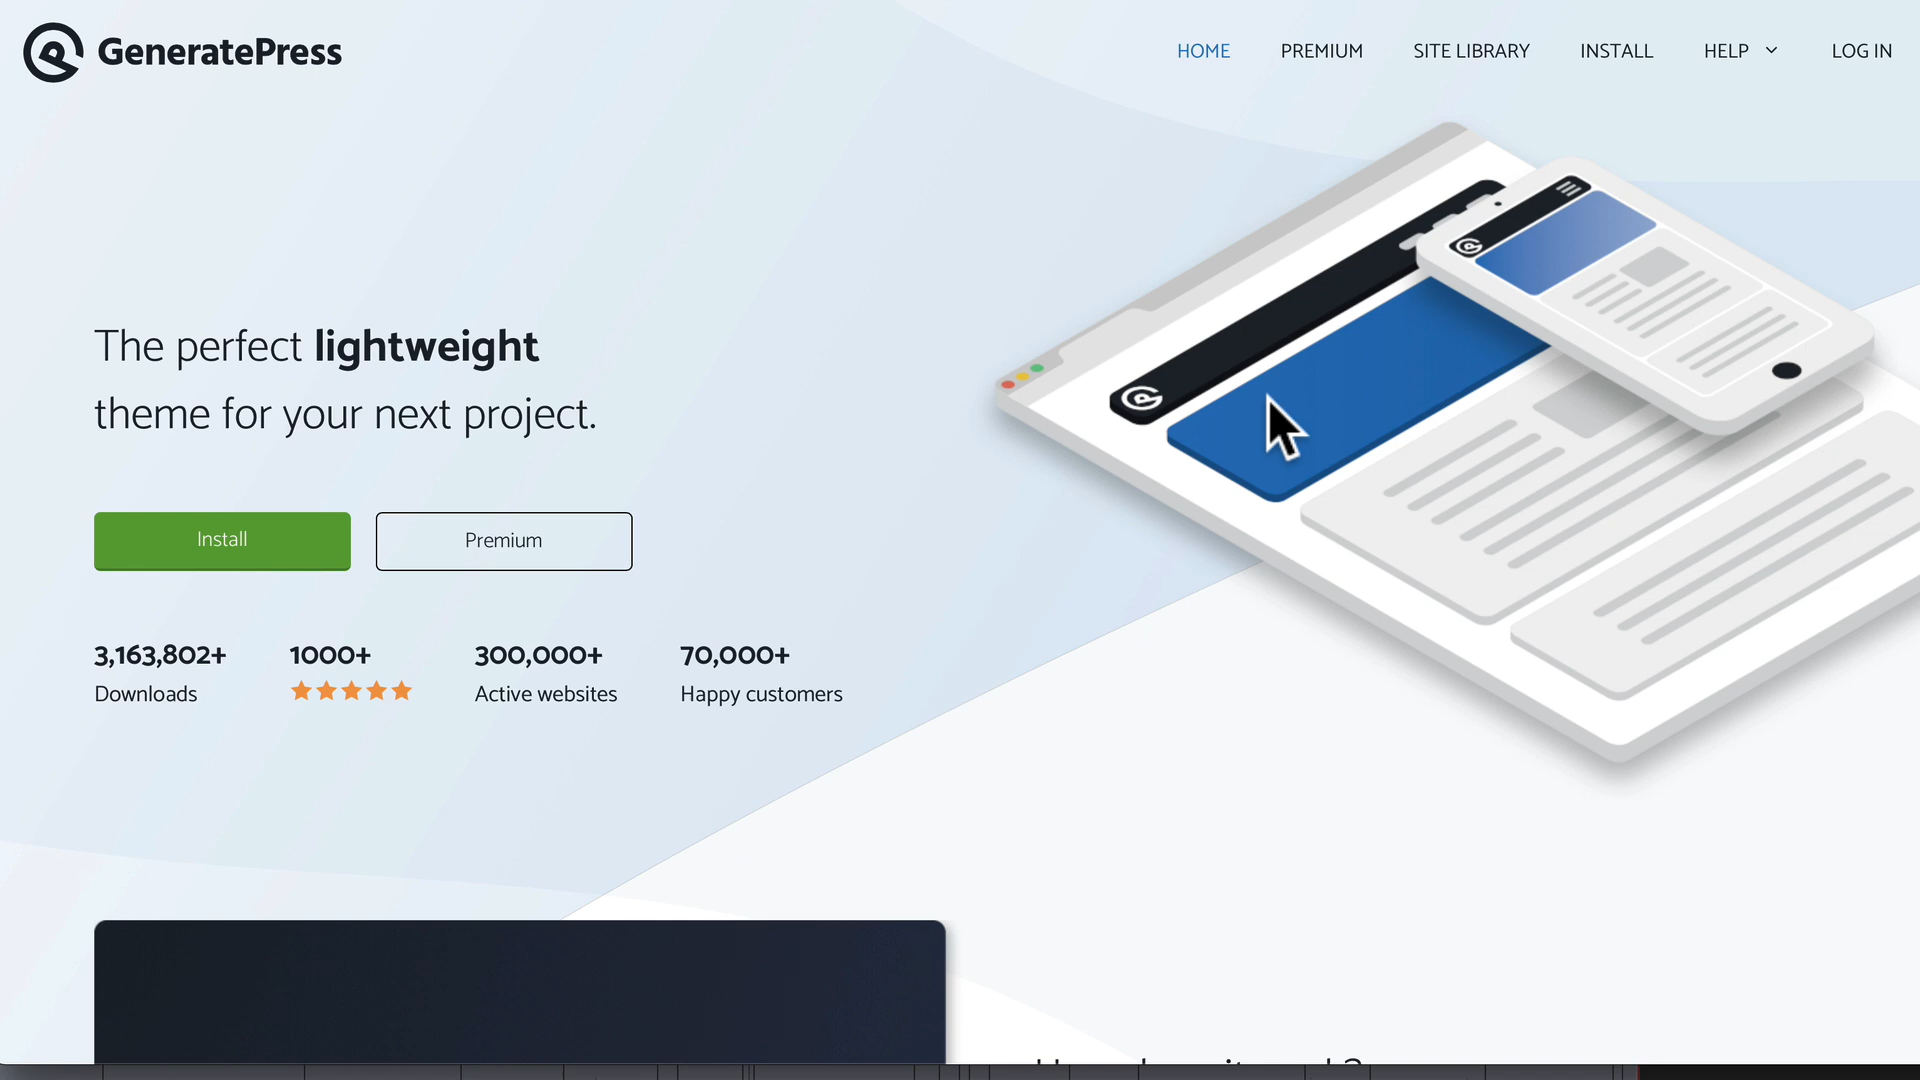 GeneratePress
HOME PREMIUM SITE LIBRARY INSTALL HELP LOG IN
The perfect lightweight
theme for your next project.
Install Premium
3,163,802+ 1000+ 300,000+ 70,000+
Downloads Active websites Happy customers